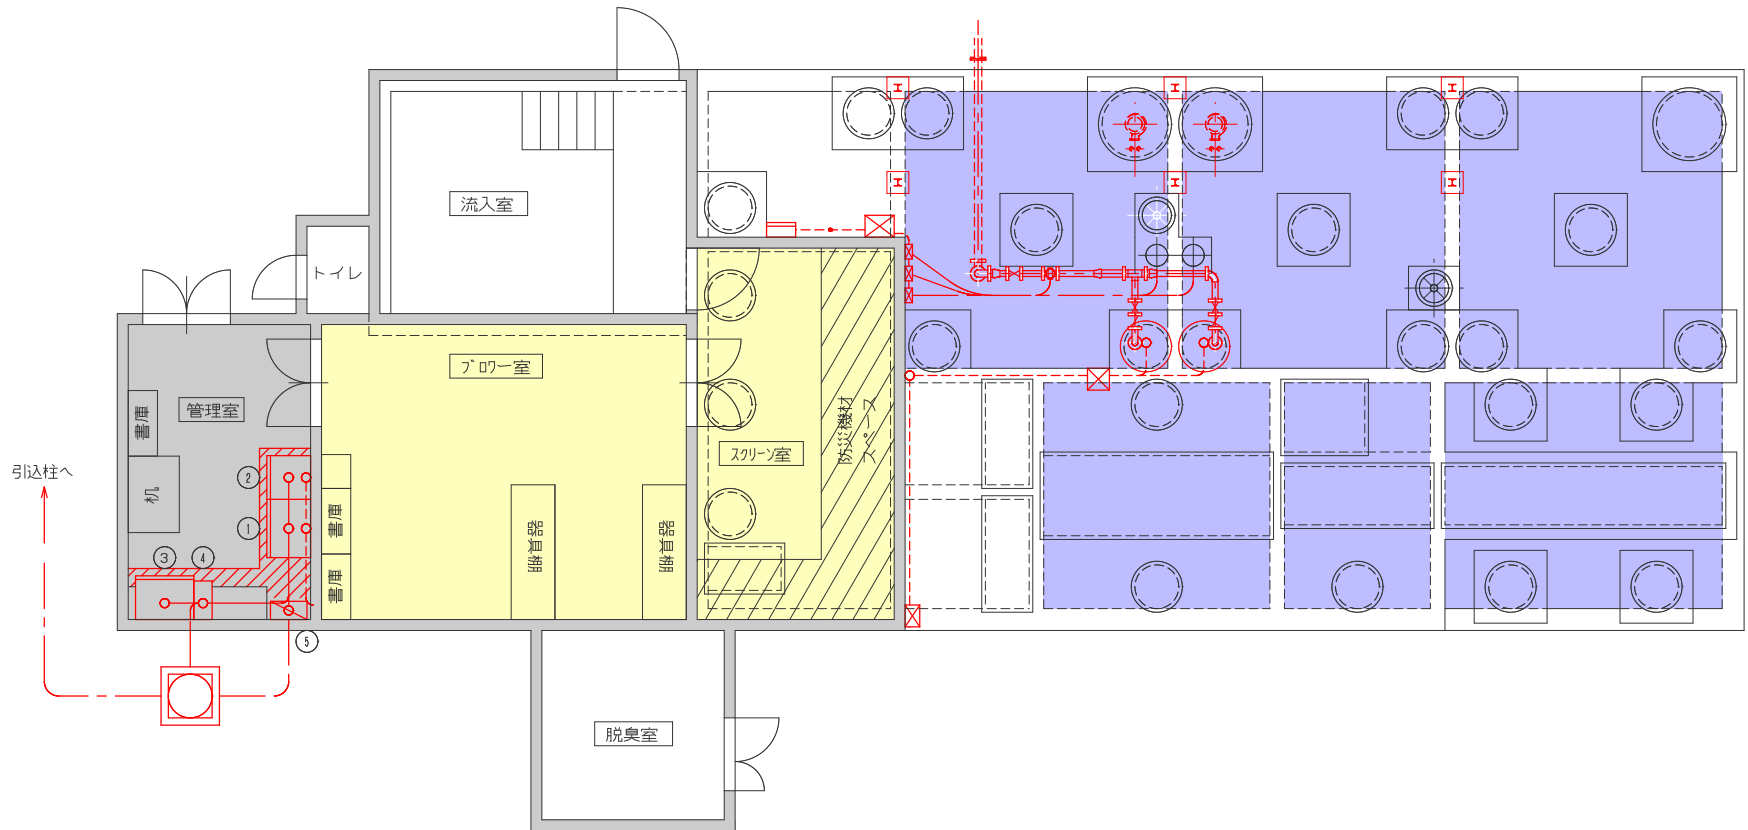 流入室
トイレ
ブロワー室
管理室
書庫
机
引込柱へ
②
①
③
④
⑤
書庫
書庫
器具棚
器具棚
スクリーン室
防災機材
スペース
脱臭室
H
H
H
H
H
H